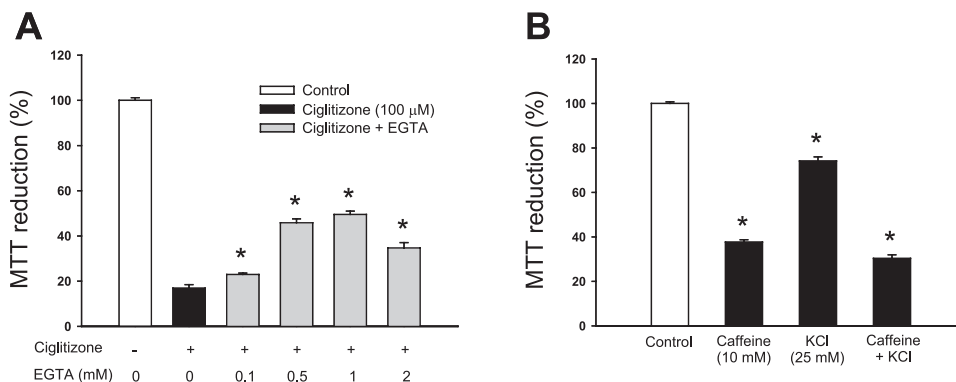 A
120
100
80
60
40
20
0
MTT reduction (%)
Control
Ciglitizone (100 μM)
Ciglitizone + EGTA
*
*
*
*
Ciglitizone - + + + + +
EGTA (mM) 0 0 0.1 0.5 1 2
B
120
100
80
60
40
20
0
MTT reduction (%)
*
*
*
Control Caffeine KCl Caffeine
(10 mM) (25 mM) + KCl